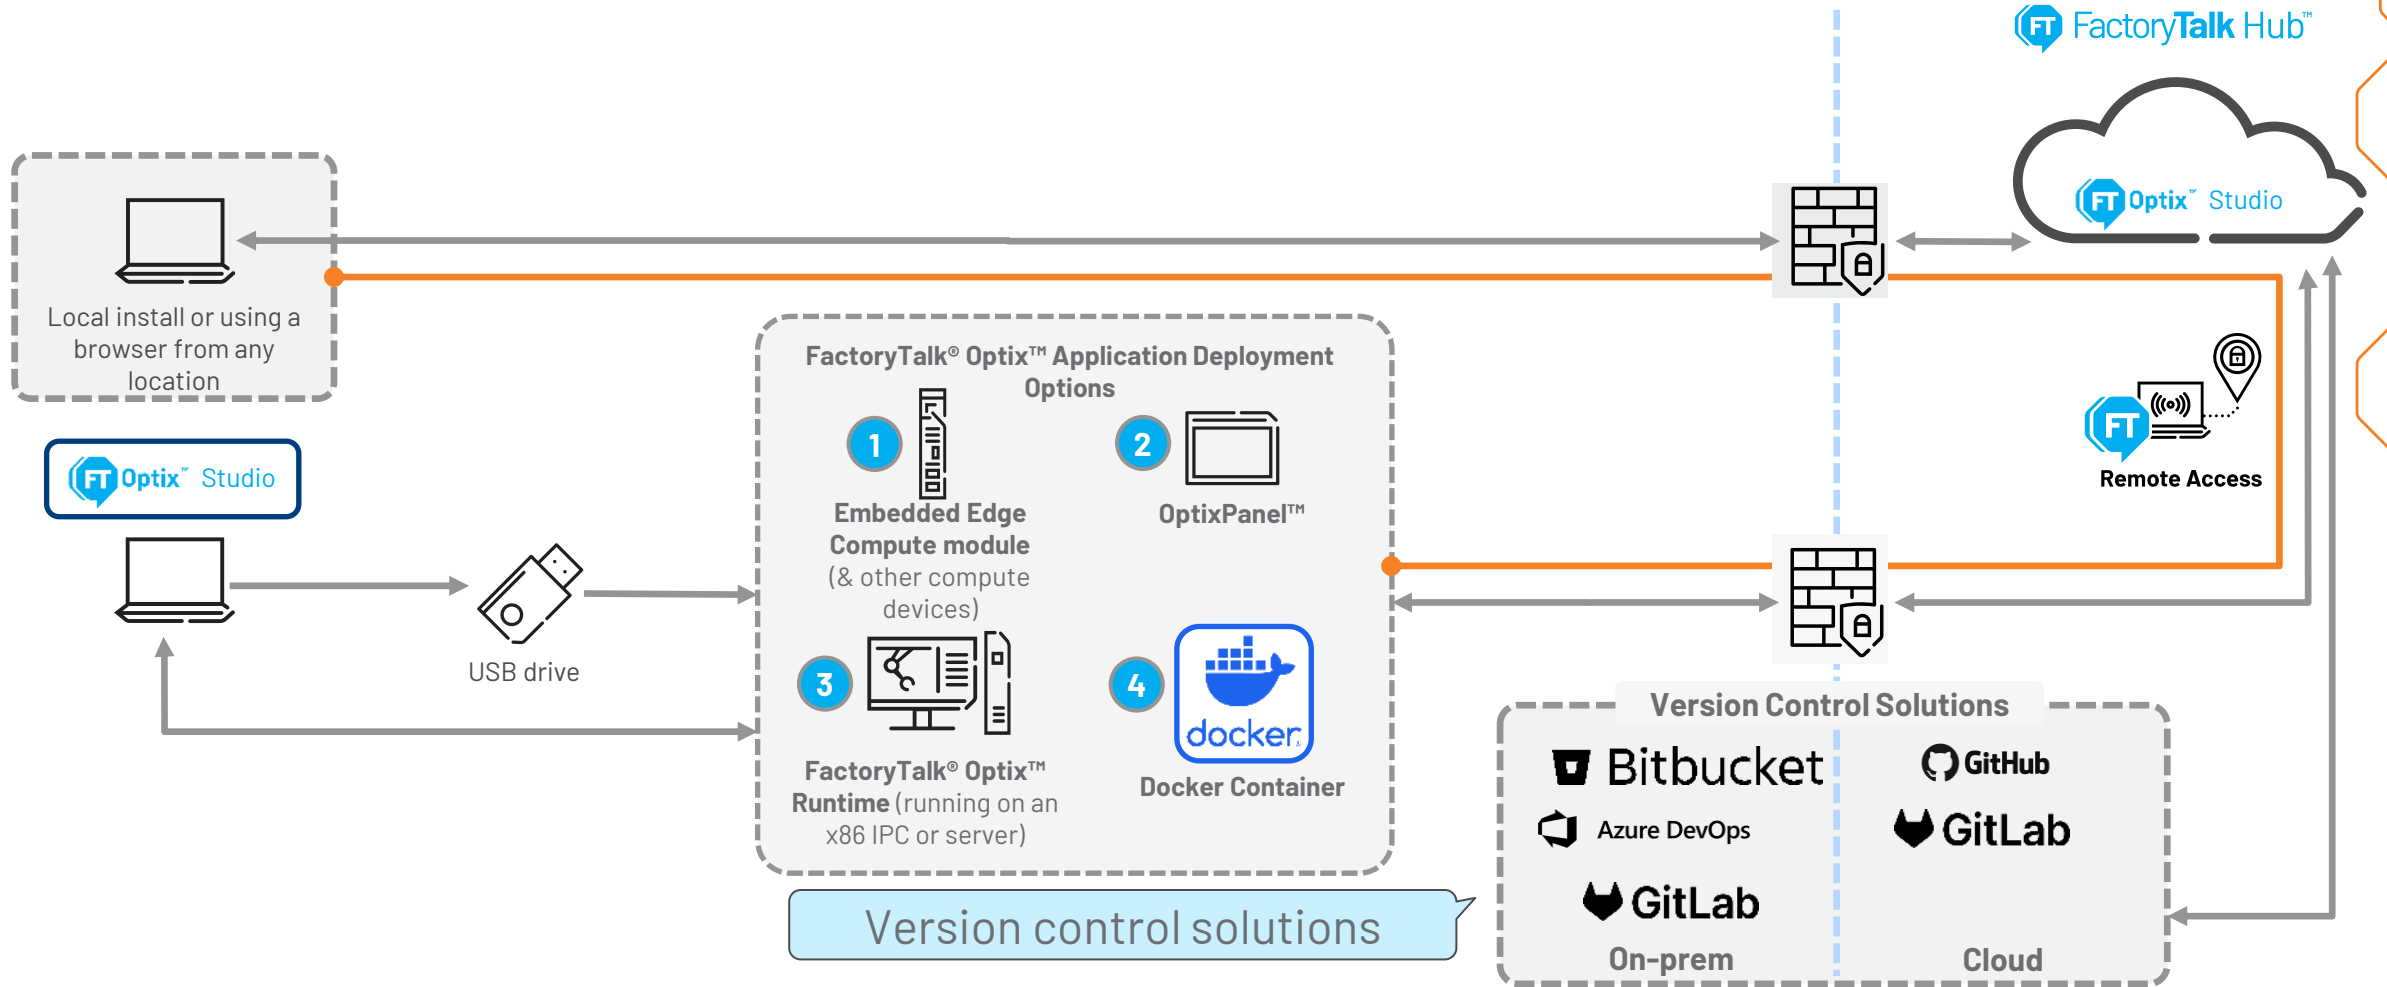 FT FactoryTalk Hub™
FT Optix™ Studio
Local install or using a
browser from any
location
FT Optix™ Studio
USB drive
FactoryTalk® Optix™ Application Deployment
Options
1
Embedded Edge
Compute module
(& other compute
devices)
2
OptixPanel™
3
FactoryTalk® Optix™
Runtime (running on an
x86 IPC or server)
4
docker
Docker Container
FT
Remote Access
Version Control Solutions
Bitbucket
Azure DevOps
GitLab
On-prem
GitHub
GitLab
Cloud
Version control solutions